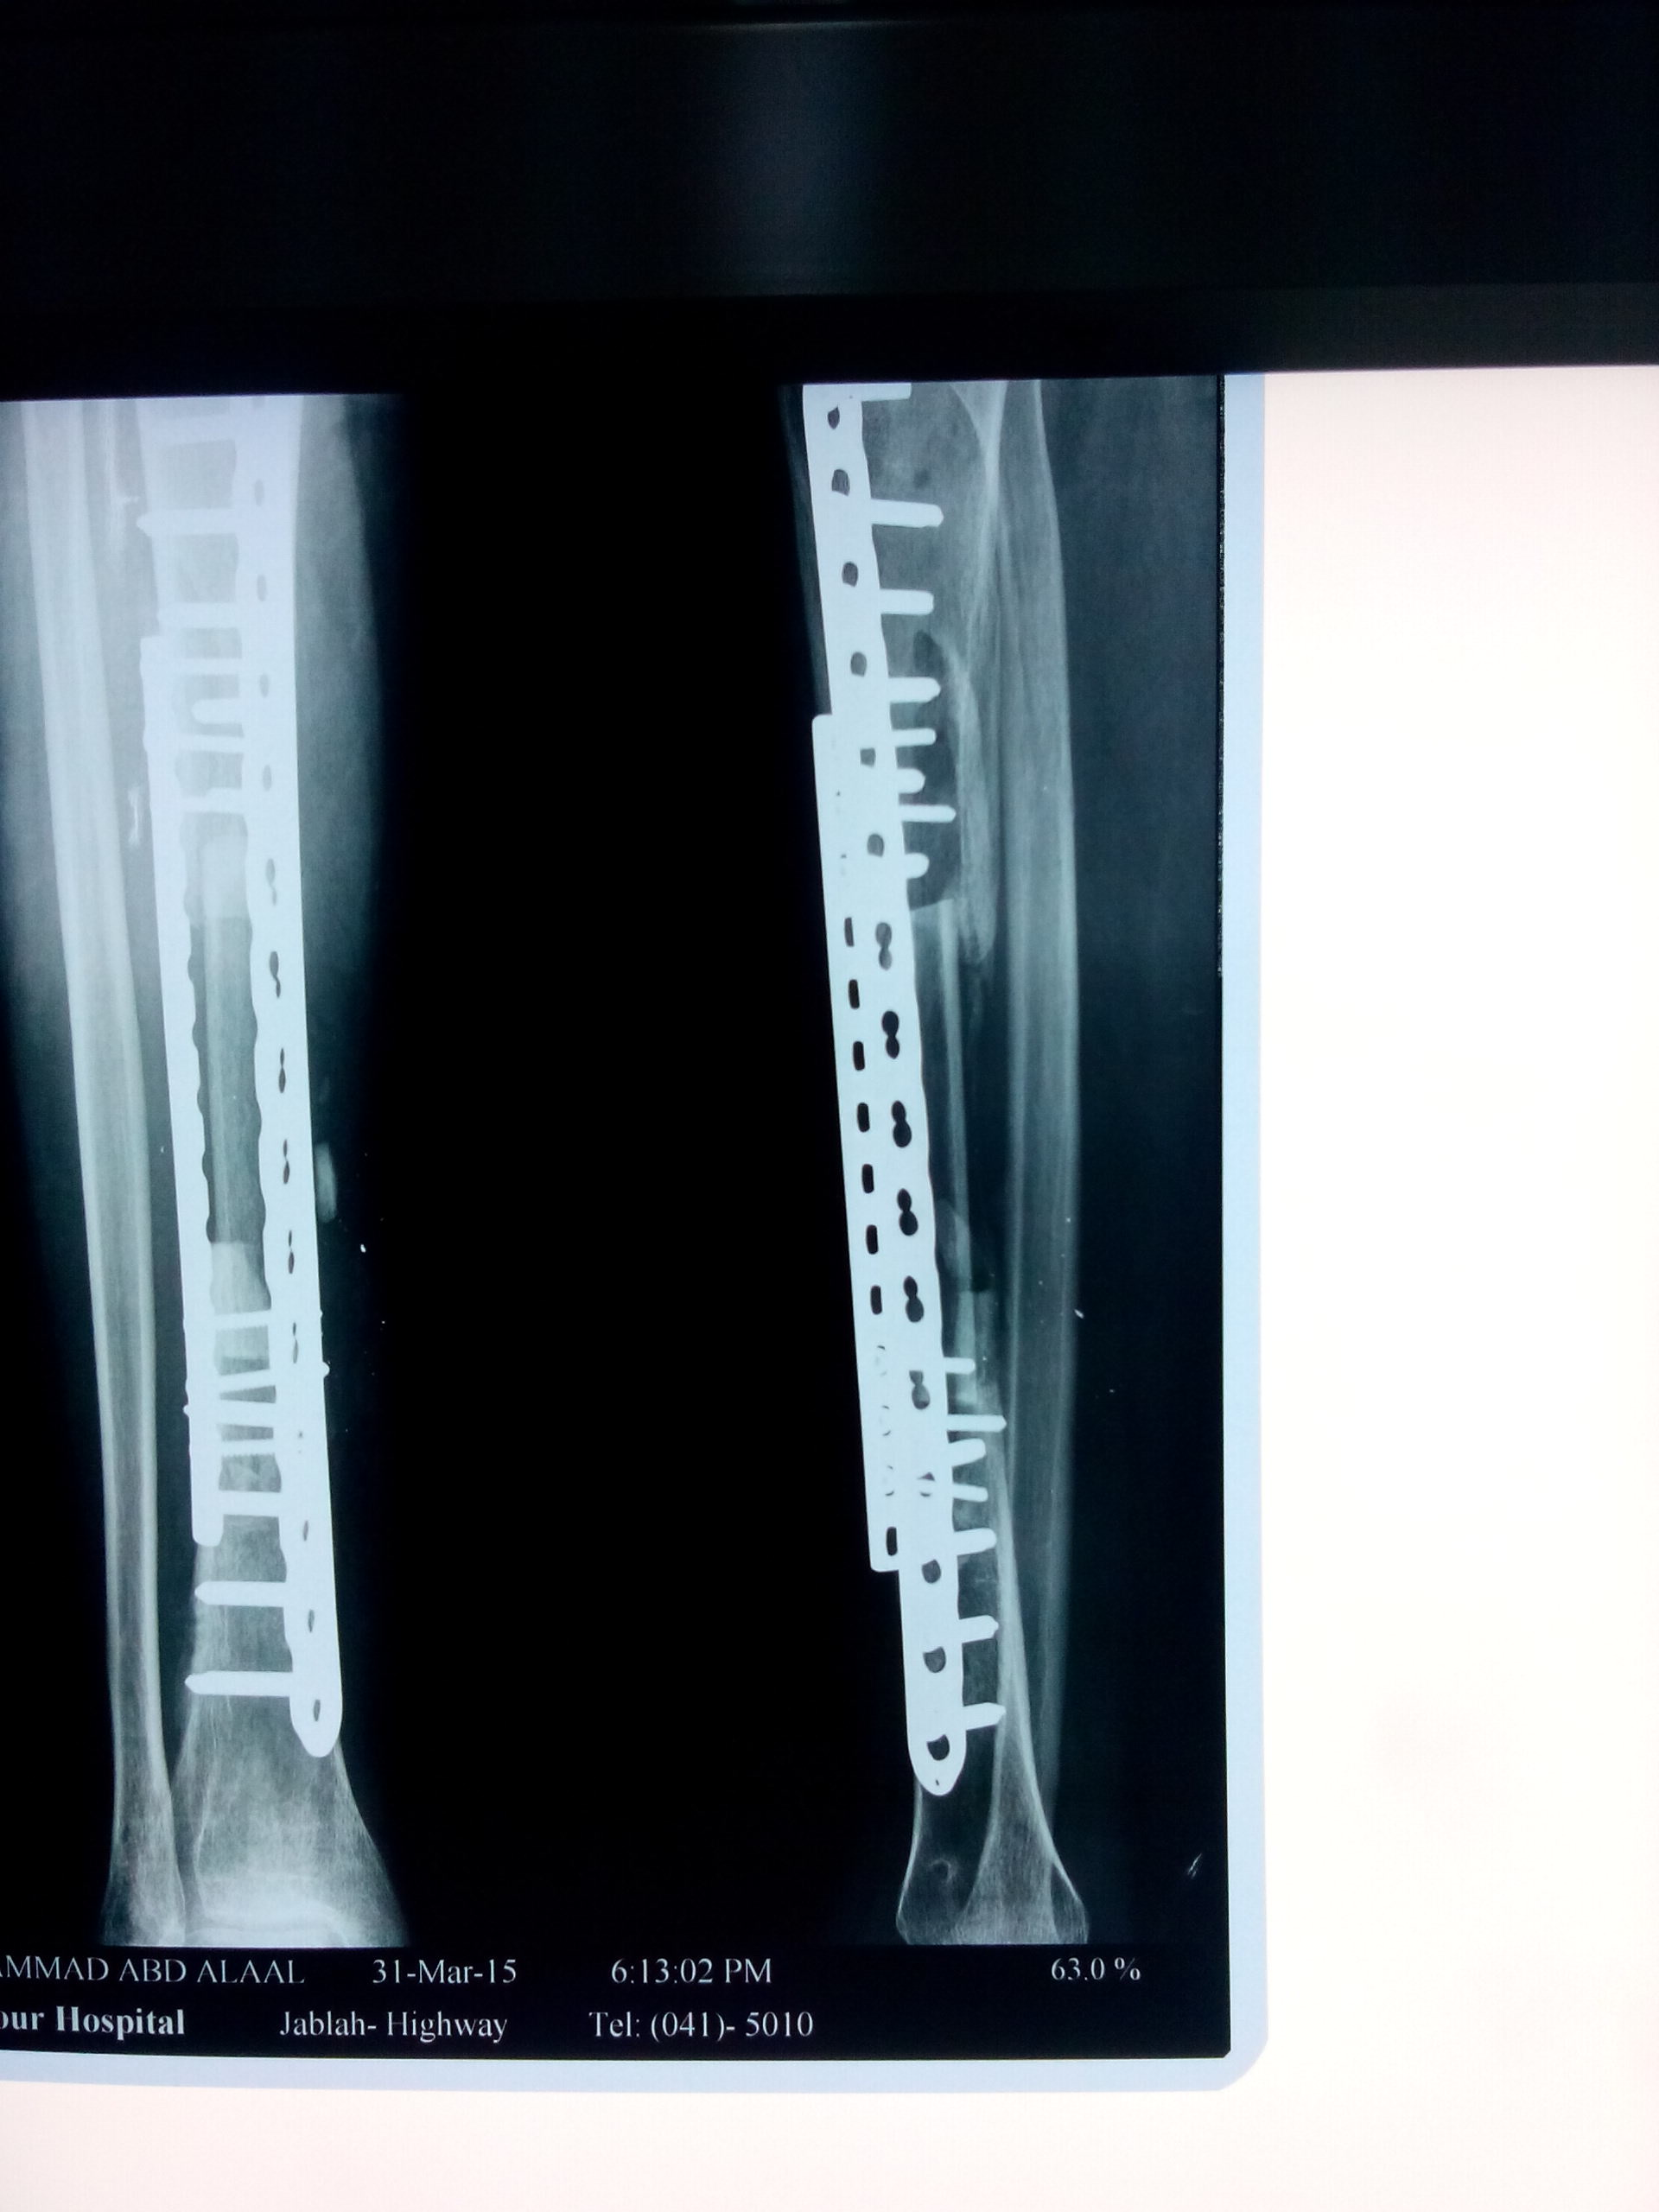 AMMAD ABD ALAAL 31-Mar-15 6:13:02 PM 63.0 %
our Hospital Jablah- Highway Tel: (041)- 5010